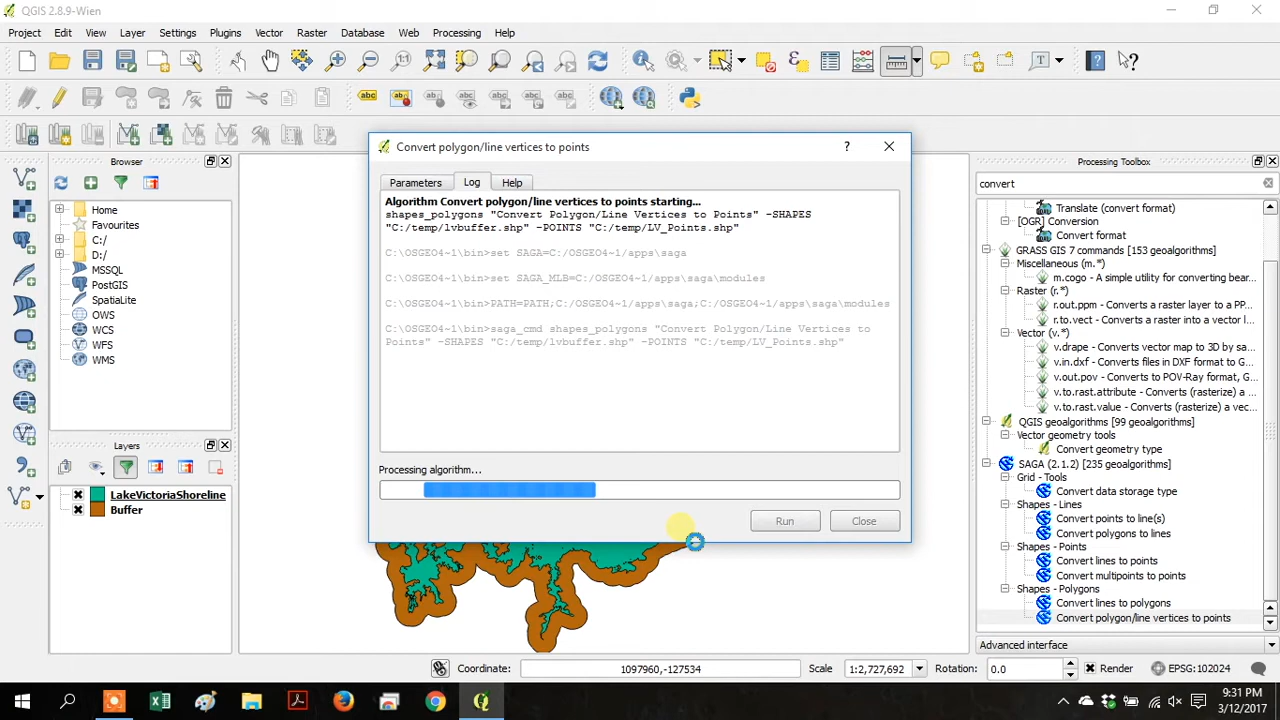 QGIS 2.8.9-Wien
Project Edit View Layer Settings Plugins Vector Raster Database Web Processing Help
Browser
Home
Favourites
C:/
D:/
MSSQL
PostGIS
SpatiaLite
OWS
WCS
WFS
WMS
Layers
LakeVictoriaShoreline
Buffer
Convert polygon/line vertices to points
Parameters Log Help
Algorithm Convert polygon/line vertices to points starting...
shapes_polygons "Convert Polygon/Line Vertices to Points" -SHAPES
"C:/temp/lvbuffer.shp" -POINTS "C:/temp/LV_Points.shp"
C:\OSGEO4~1\bin>set SAGA=C:/OSGEO4~1/apps\saga
C:\OSGEO4~1\bin>set SAGA_MLB=C:/OSGEO4~1/apps\saga\modules
C:\OSGEO4~1\bin>PATH=PATH;C:/OSGEO4~1/apps\saga;C:/OSGEO4~1/apps\saga\modules
C:\OSGEO4~1\bin>saga_cmd shapes_polygons "Convert Polygon/Line Vertices to
Points" -SHAPES "C:/temp/lvbuffer.shp" -POINTS "C:/temp/LV_Points.shp"
Processing algorithm...
Run Close
Processing Toolbox
convert
Translate (convert format)
[OGR] Conversion
Convert format
GRASS GIS 7 commands [153 geoalgorithms]
Miscellaneous (m.*)
m.cogo - A simple utility for converting bear...
Raster (r.*)
r.out.ppm - Converts a raster layer to a PP...
r.to.vect - Converts a raster into a vector l...
Vector (v.*)
v.drape - Converts vector map to 3D by sa...
v.in.dxf - Converts files in DXF format to G...
v.out.pov - Converts to POV-Ray format, G...
v.to.rast.attribute - Converts (rasterize) a ...
v.to.rast.value - Converts (rasterize) a vec...
QGIS geoalgorithms [99 geoalgorithms]
Vector geometry tools
Convert geometry type
SAGA (2.1.2) [235 geoalgorithms]
Grid - Tools
Convert data storage type
Shapes - Lines
Convert points to line(s)
Convert polygons to lines
Shapes - Points
Convert lines to points
Convert multipoints to points
Shapes - Polygons
Convert lines to polygons
Convert polygon/line vertices to points
Advanced interface
Coordinate: 1097960,-127534 Scale 1:2,727,692 Rotation: 0.0 Render EPSG:102024
9:31 PM
3/12/2017